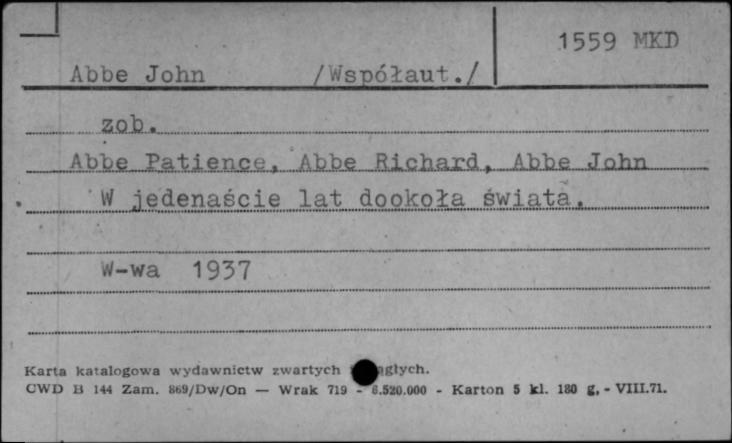 1559 MKD
Abbe John /Współaut./
zob.
Abbe Patience, Abbe Richard, Abbe John
W jedenaście lat dookoła świata.
W-wa 1937
Karta katalogowa wydawnictw zwartych głych.
CWD B 144 Zam. 869/Dw/On — Wrak 719 - 6.520.000 - Karton 5 kl. 180 g. - VIII.71.